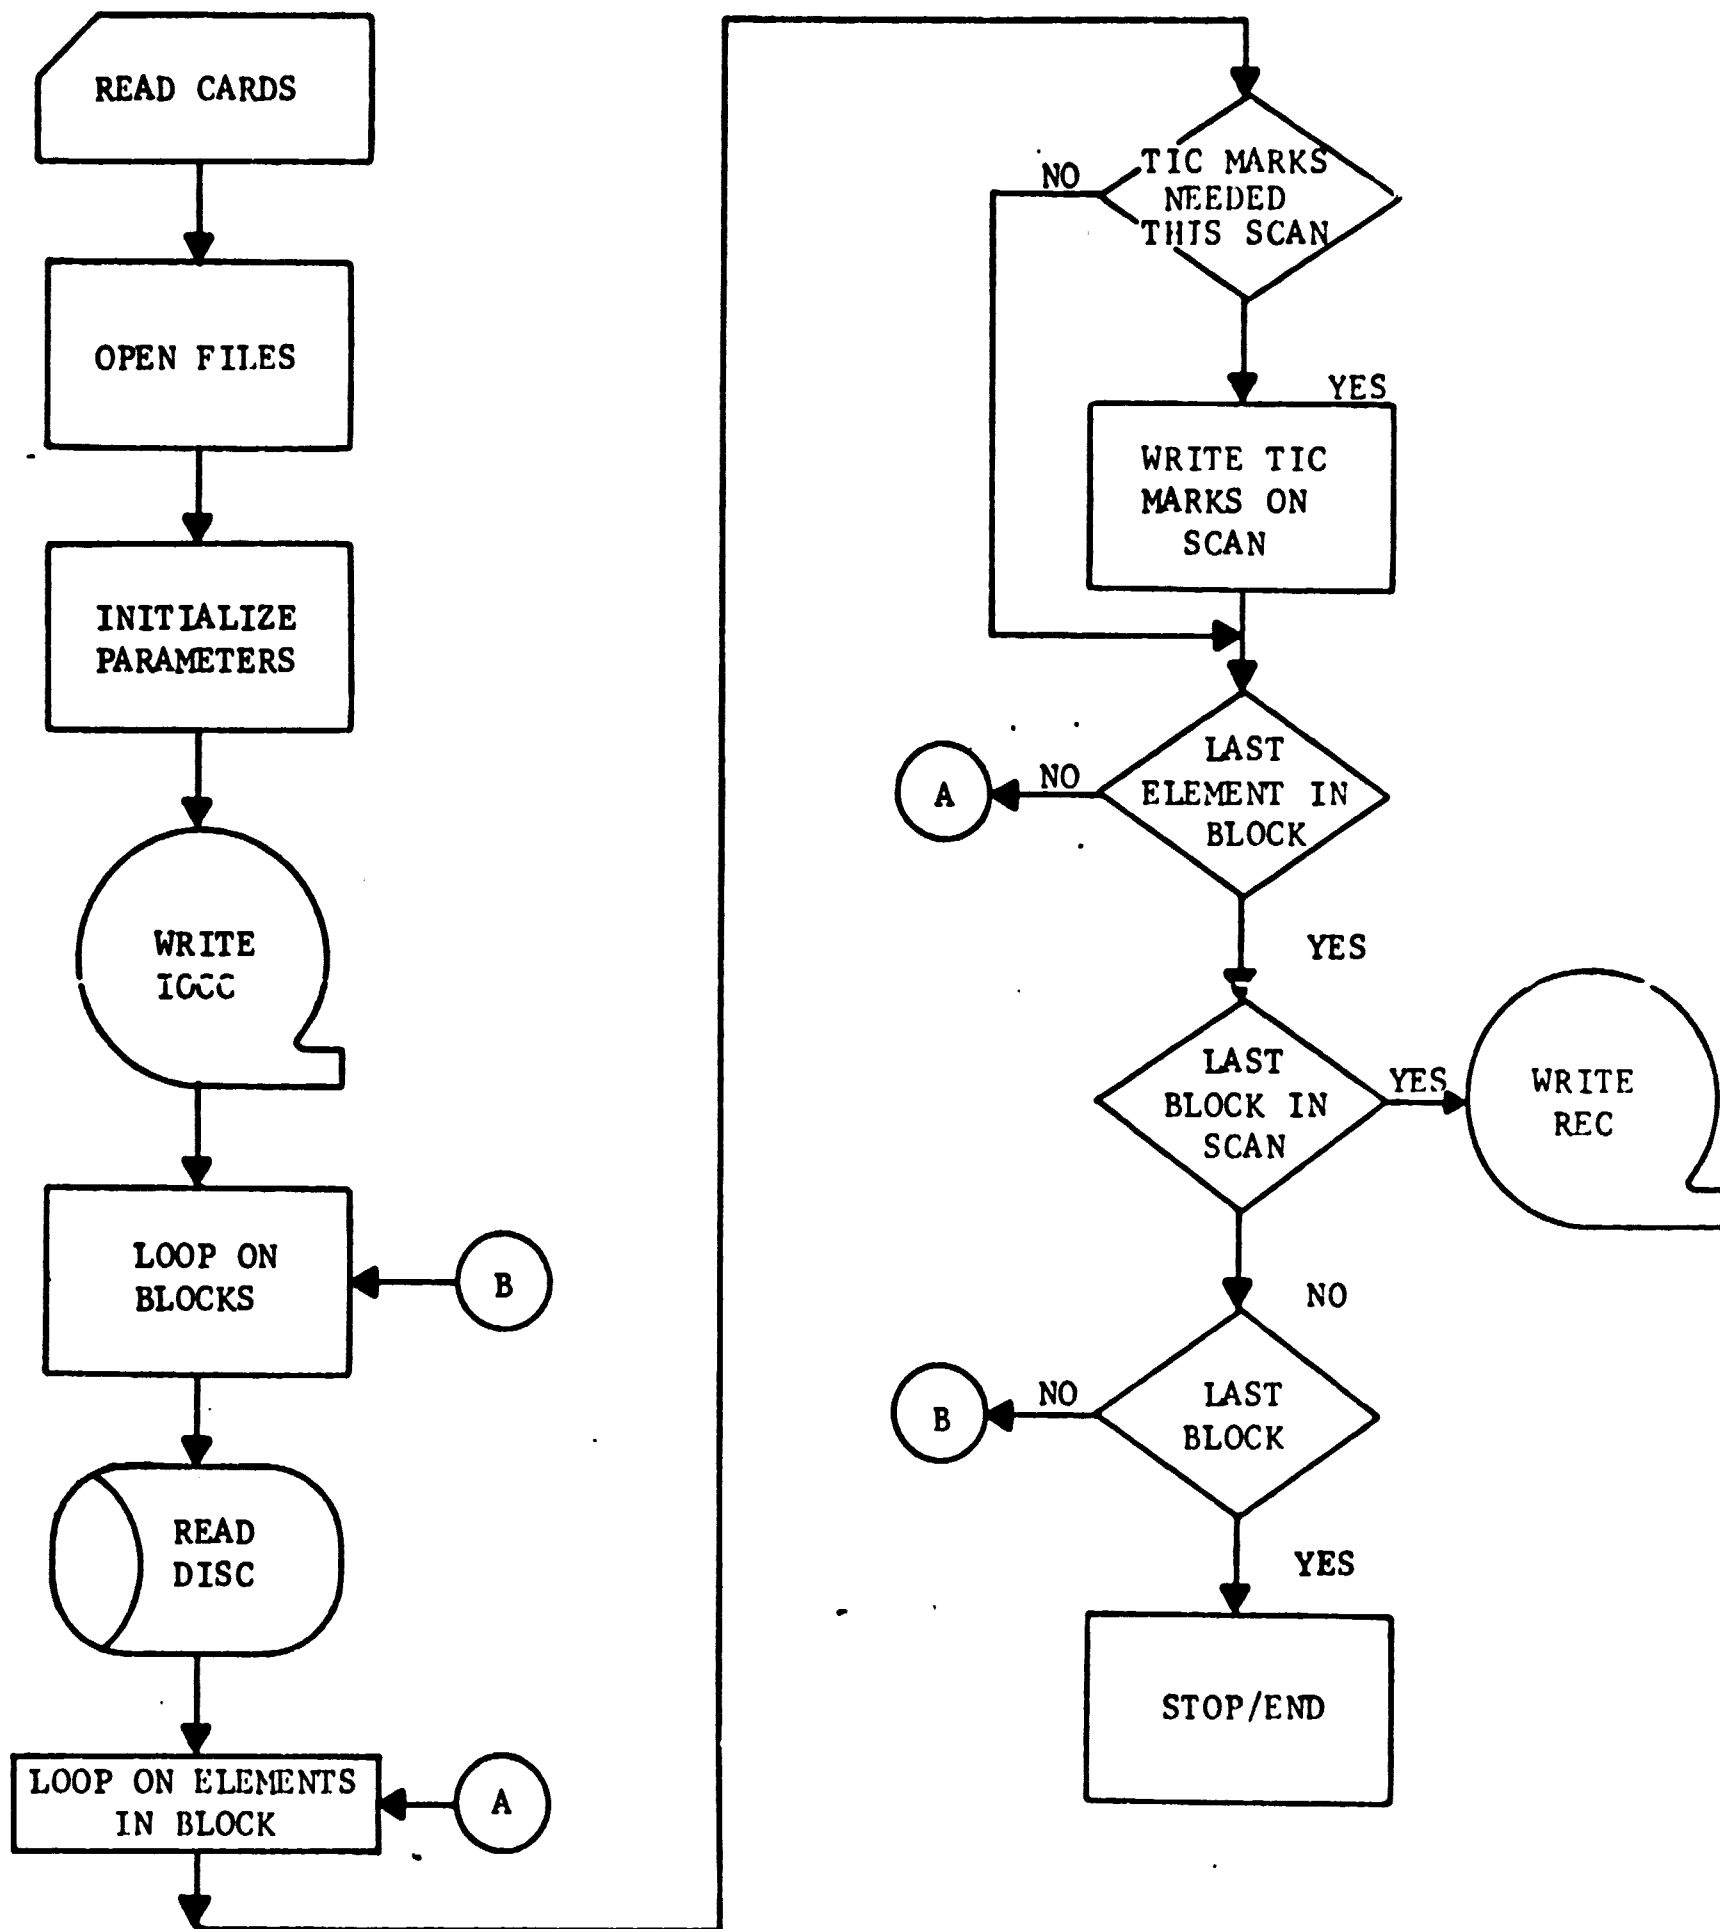 READ CARDS
OPEN FILES
INITIALIZE
PARAMETERS
WRITE
LOOP ON
BLOCKS
B
READ
DISC
LOOP ON ELEMENTS
IN BLOCK
A
TIC MARKS
NEEDED
THIS SCAN
NO
YES
WRITE TIC
MARKS ON
SCAN
LAST
ELEMENT IN
BLOCK
NO
A
YES
LAST
BLOCK IN
SCAN
YES
WRITE
REC
NO
LAST
BLOCK
NO
B
YES
STOP/END